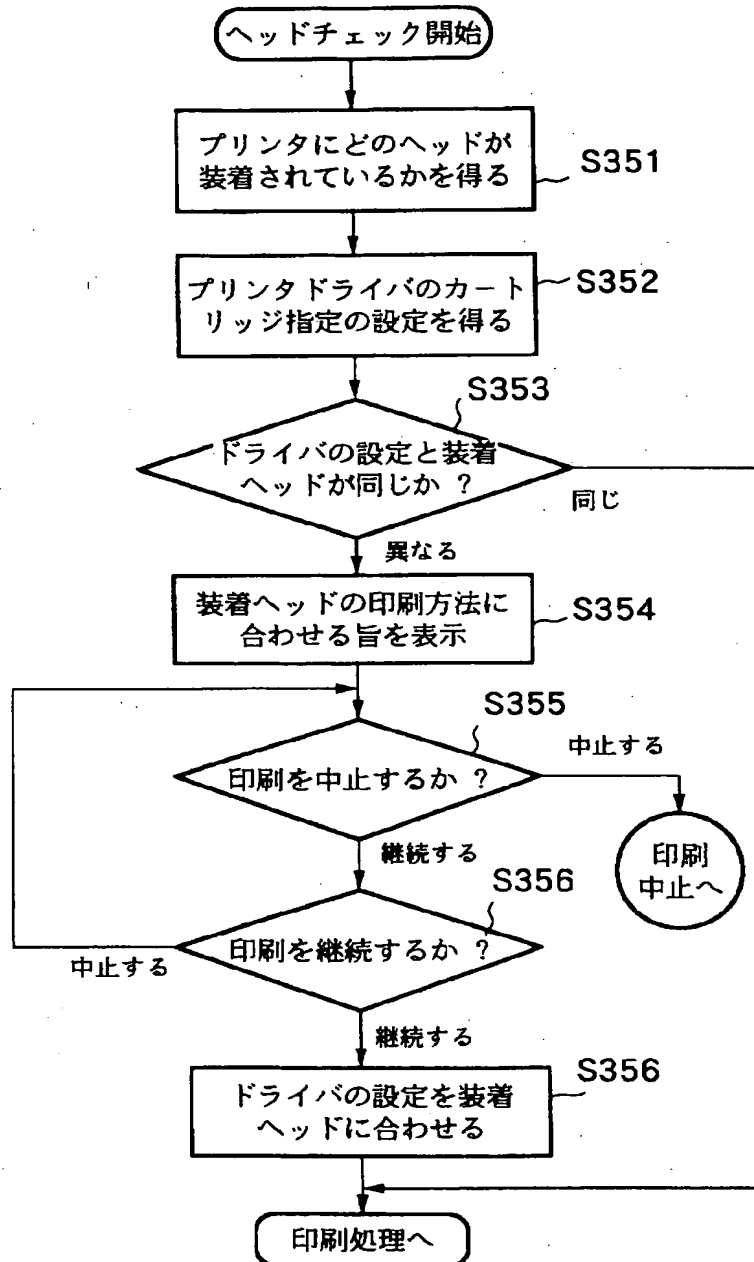 ヘッドチェック開始
プリンタにどのヘッドが
装着されているかを得る
S351
プリンタドライバのカート
リッジ指定の設定を得る
S352
S353
ドライバの設定と装着
ヘッドが同じか ?
同じ
異なる
装着ヘッドの印刷方法に
合わせる旨を表示
S354
S355
印刷を中止するか ?
中止する
継続する
印刷
中止へ
S356
印刷を継続するか ?
中止する
継続する
S356
ドライバの設定を装着
ヘッドに合わせる
印刷処理へ